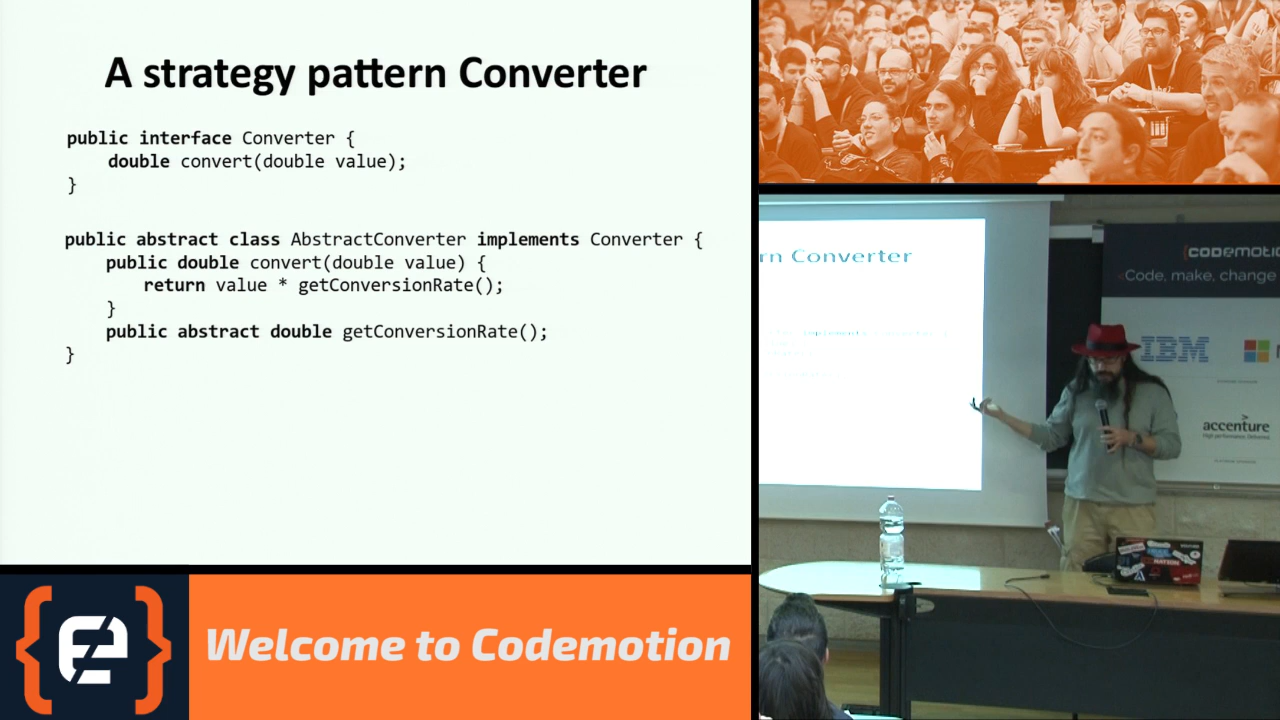 A strategy pattern Converter
public interface Converter {
double convert(double value);
}
public abstract class AbstractConverter implements Converter {
public double convert(double value) {
return value * getConversionRate();
}
public abstract double getConversionRate();
}
Welcome to Codemotion
rn Converter
{codemotio
<Code, make, change
IBM
accenture
High performance. Delivered.